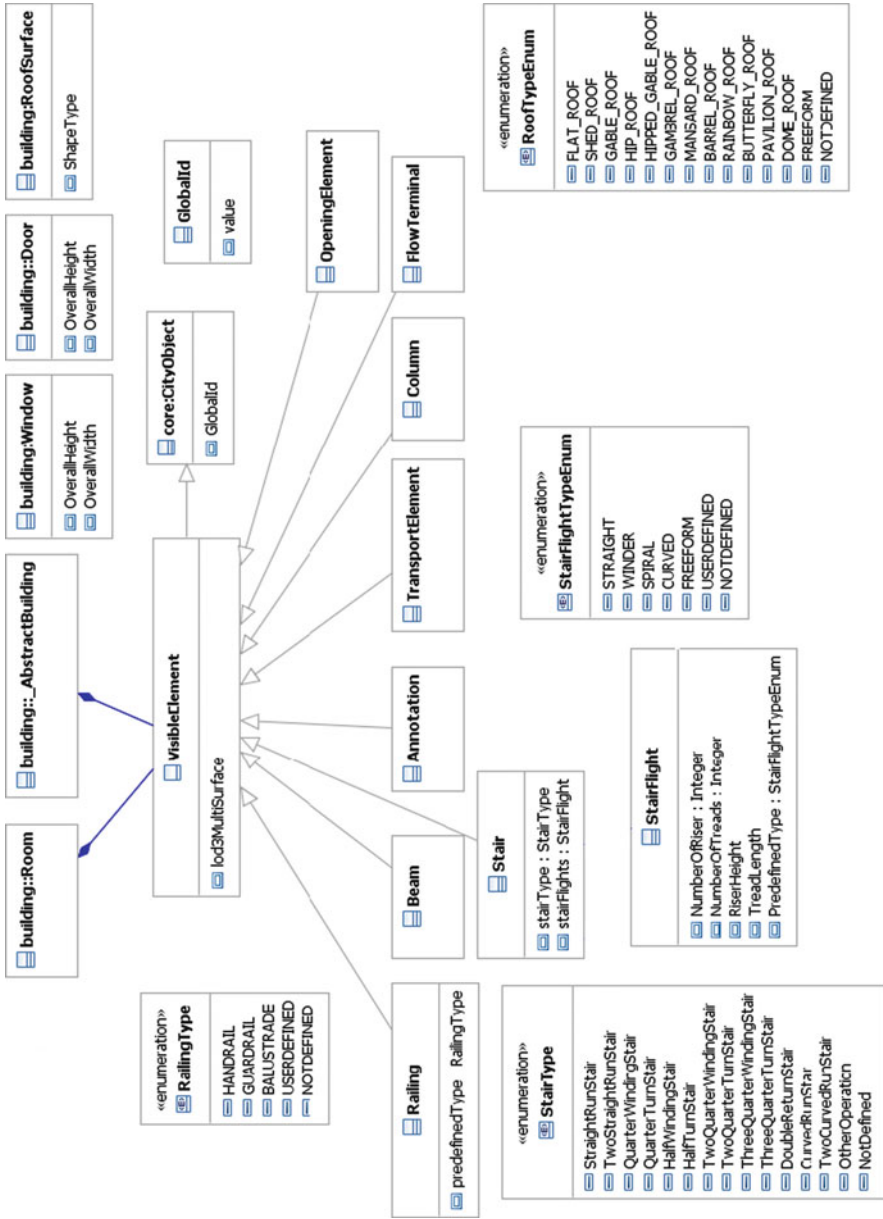 building::Room
building::_AbstractBuilding
building:Window
OverallHeight
OverallWidth
building::Door
OverallHeight
OverallWidth
building:RoofSurface
ShapeType
«enumeration»
RailingType
HANDRAIL
GUARDRAIL
BALUSTRADE
USERDEFINED
NOTDEFINED
VisibleElement
lod3MultiSurface
core:CityObject
GlobalId
GlobalId
value
Railing
predefinedType RailingType
Beam
Annotation
TransportElement
Column
FlowTerminal
OpeningElement
Stair
stairType : StairType
stairFlights : StairFlight
«enumeration»
StairType
StraightRunStair
TwoStraightRunStair
QuarterWindingStair
QuarterTurnStair
HalfWindingStair
HalfTurnStair
TwoQuarterWindingStair
TwoQuarterTurnStair
ThreeQuarterWindingStair
ThreeQuarterTurnStair
DoubleReturnStair
CurvedRunStar
TwoCurvedRunStair
OtherOperation
NotDefined
StairFlight
NumberOfRiser : Integer
NumberOfTreads : Integer
RiserHeight
TreadLength
PredefinedType : StairFlightTypeEnum
«enumeration»
StairFlightTypeEnum
STRAIGHT
WINDER
SPIRAL
CURVED
FREEFORM
USERDEFINED
NOTDEFINED
«enumeration»
RoofTypeEnum
FLAT_ROOF
SHED_ROOF
GABLE_ROOF
HIP_ROOF
HIPPED_GABLE_ROOF
GAMBREL_ROOF
MANSARD_ROOF
BARREL_ROOF
RAINBOW_ROOF
BUTTERFLY_ROOF
PAVILION_ROOF
DOME_ROOF
FREEFORM
NOTDEFINED